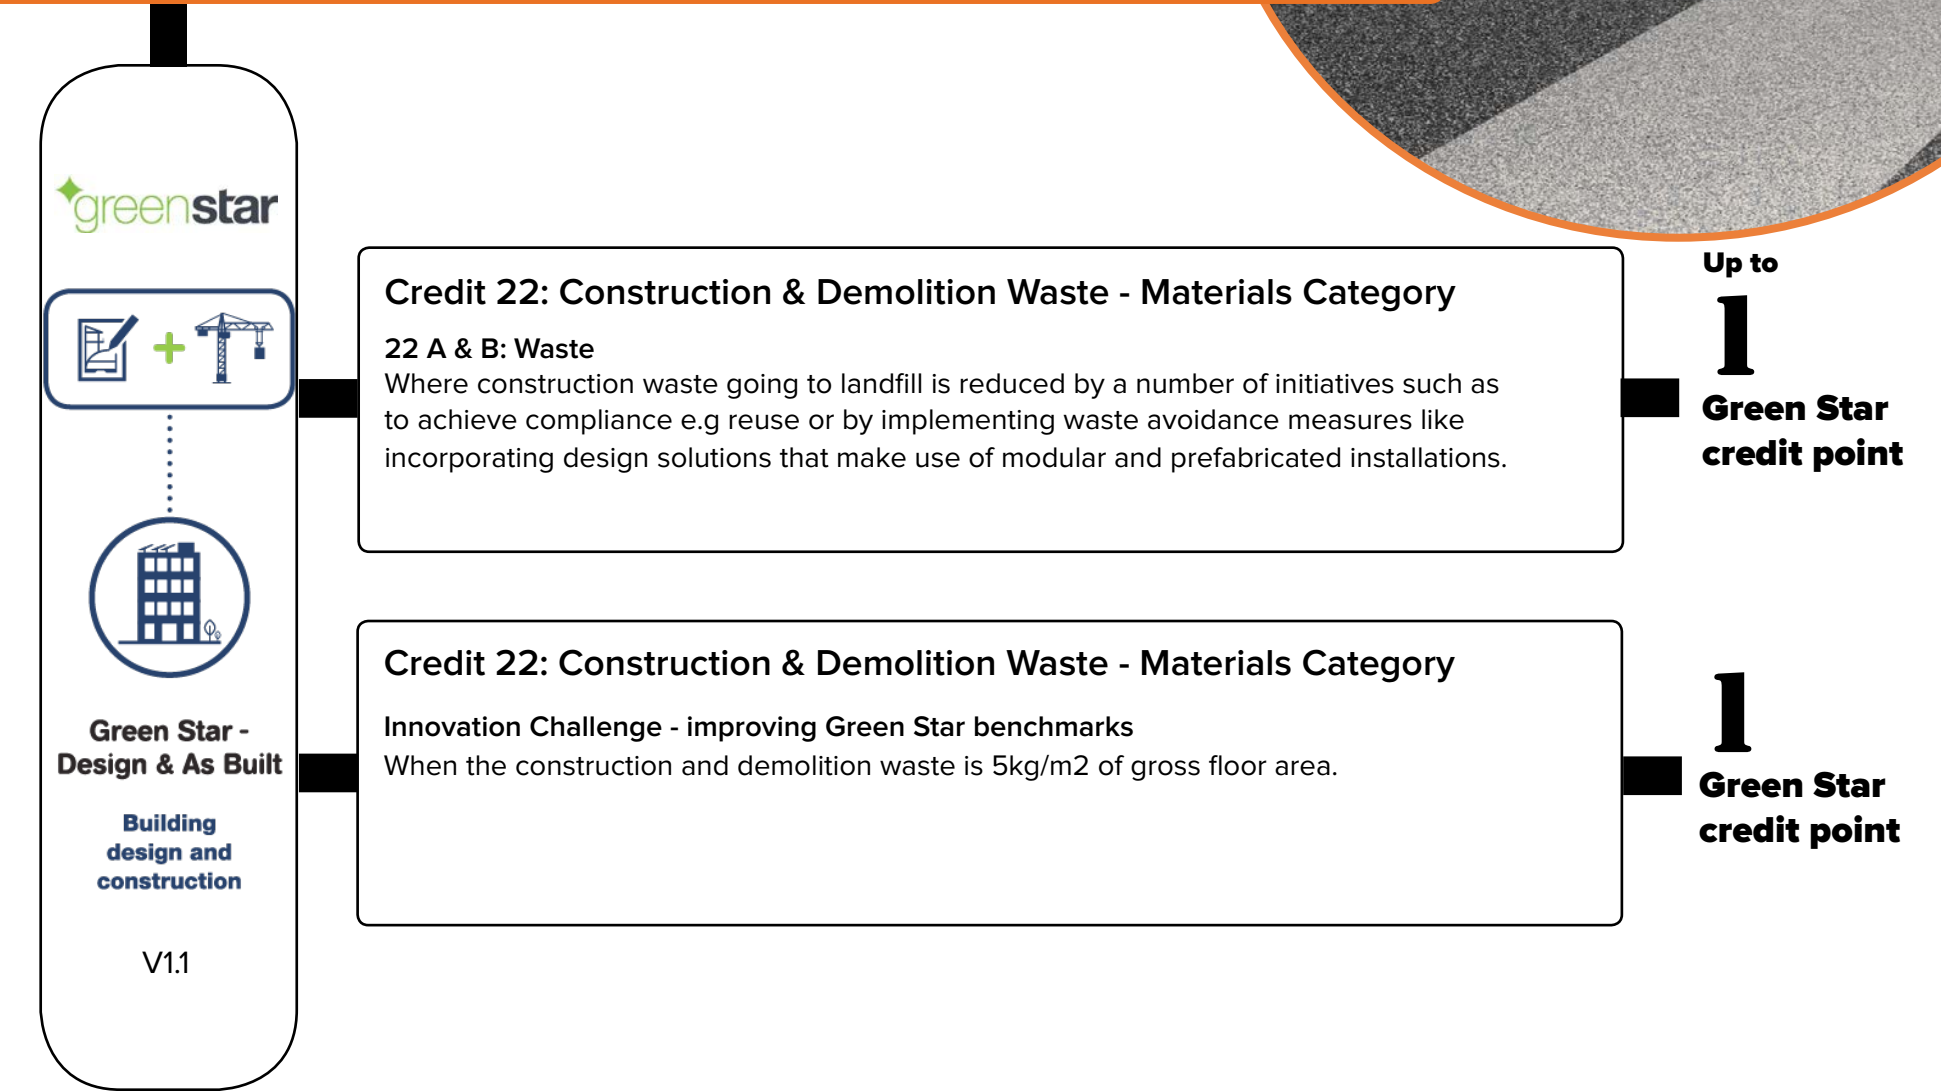 greenstar
Green Star -
Design & As Built
Building
design and
construction
V1.1
Credit 22: Construction & Demolition Waste - Materials Category
22 A & B: Waste
Where construction waste going to landfill is reduced by a number of initiatives such as
to achieve compliance e.g reuse or by implementing waste avoidance measures like
incorporating design solutions that make use of modular and prefabricated installations.
Up to
1
Green Star
credit point
Credit 22: Construction & Demolition Waste - Materials Category
Innovation Challenge - improving Green Star benchmarks
When the construction and demolition waste is 5kg/m2 of gross floor area.
1
Green Star
credit point